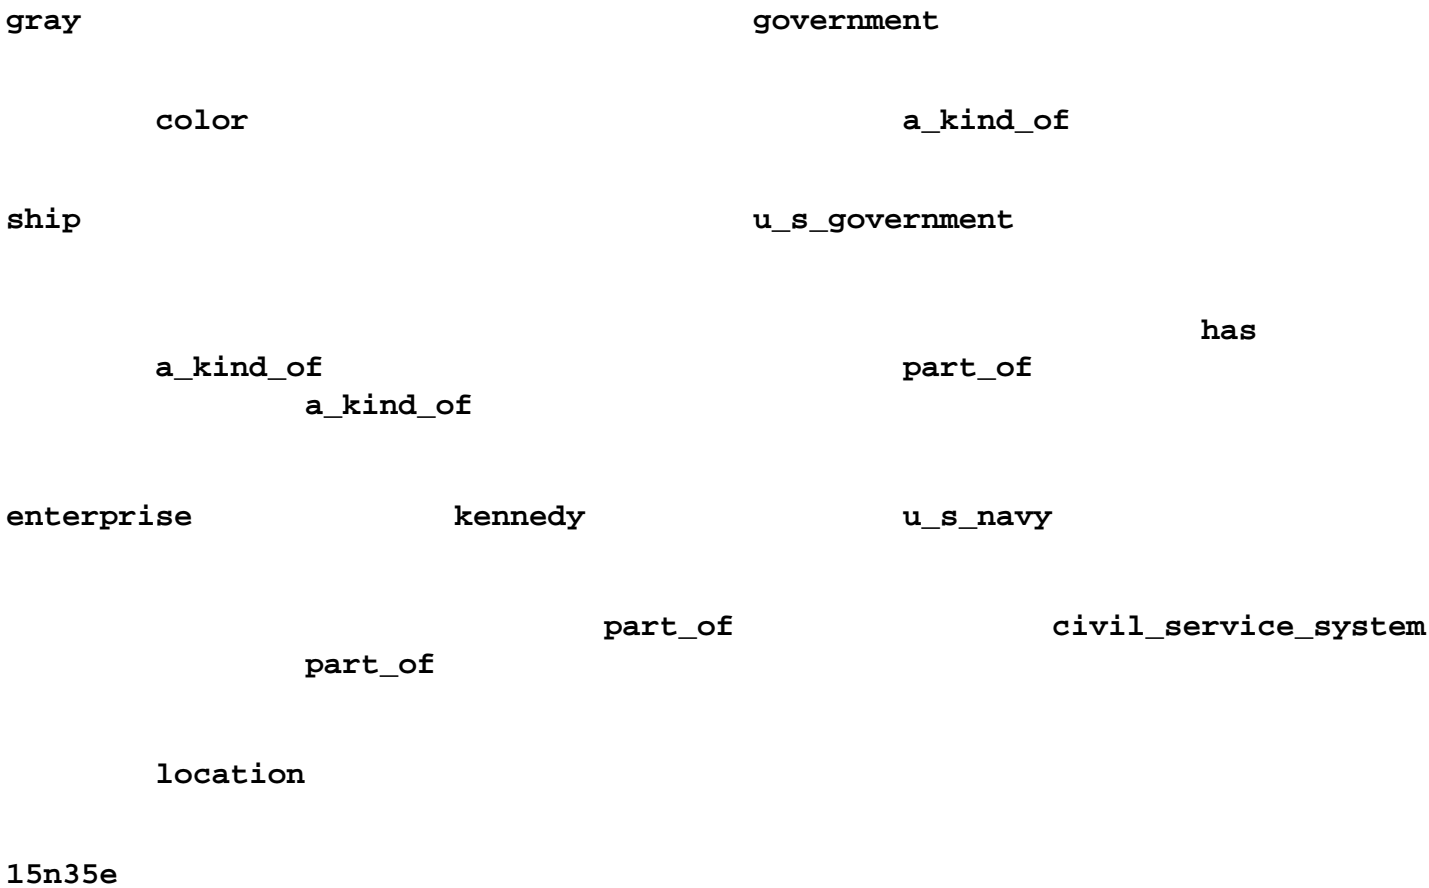 gray government
color a_kind_of
ship u_s_government
has
a_kind_of part_of
a_kind_of
enterprise kennedy u_s_navy
part_of civil_service_system
part_of
location
15n35e